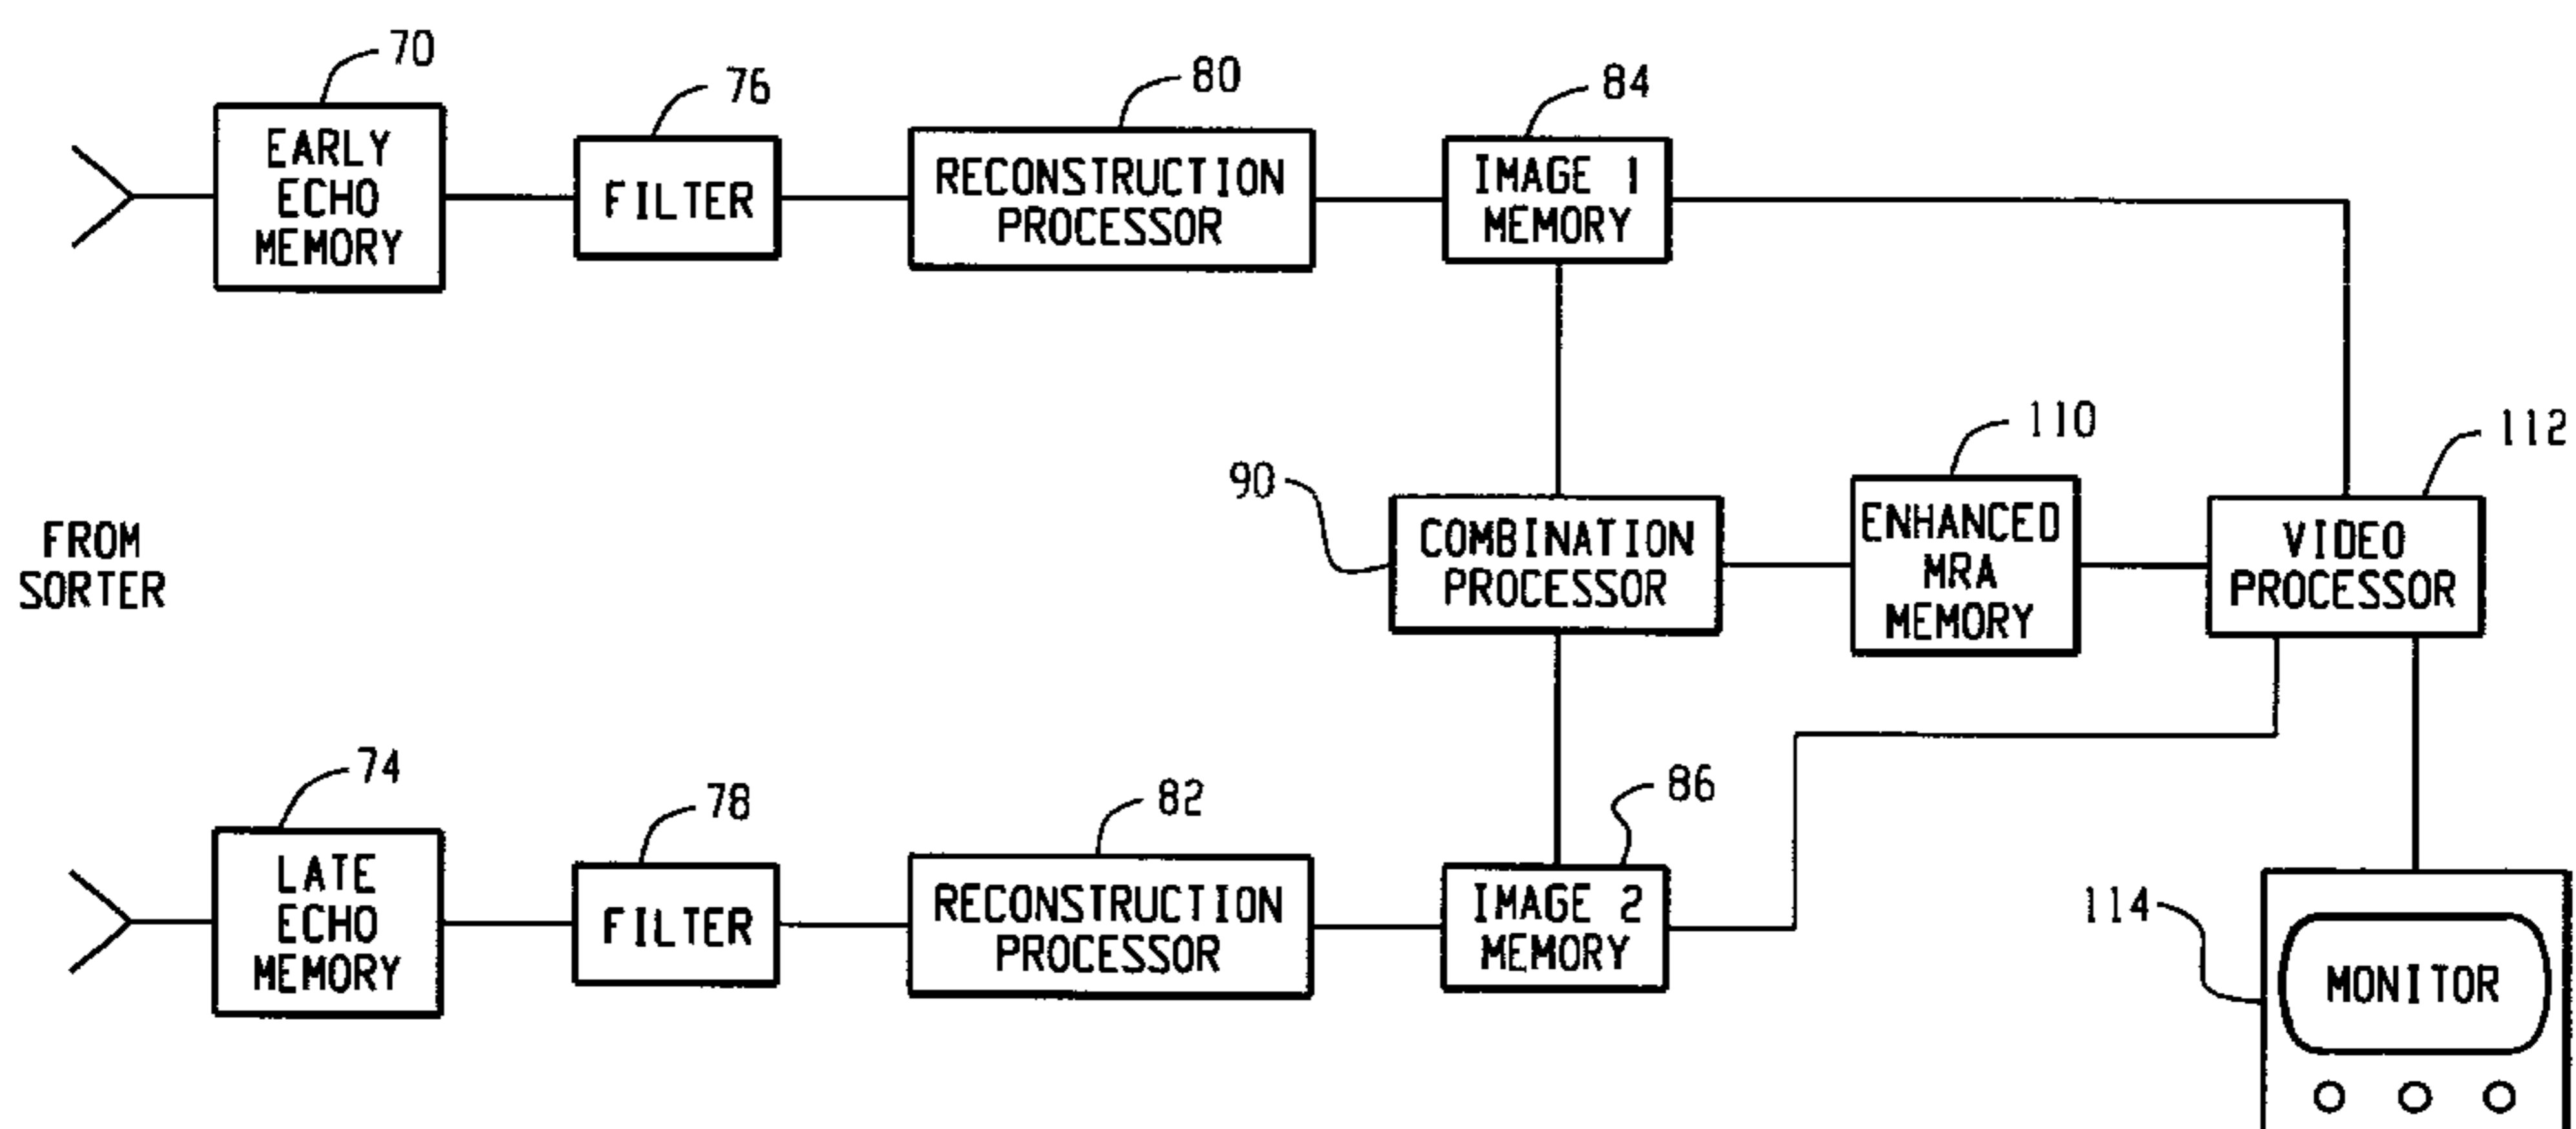 70
76
80
84
EARLY
ECHO
MEMORY
FILTER
RECONSTRUCTION
PROCESSOR
IMAGE 1
MEMORY
110
112
90
FROM
SORTER
COMBINATION
PROCESSOR
ENHANCED
MRA
MEMORY
VIDEO
PROCESSOR
74
78
82
86
LATE
ECHO
MEMORY
FILTER
RECONSTRUCTION
PROCESSOR
IMAGE 2
MEMORY
114
MONITOR